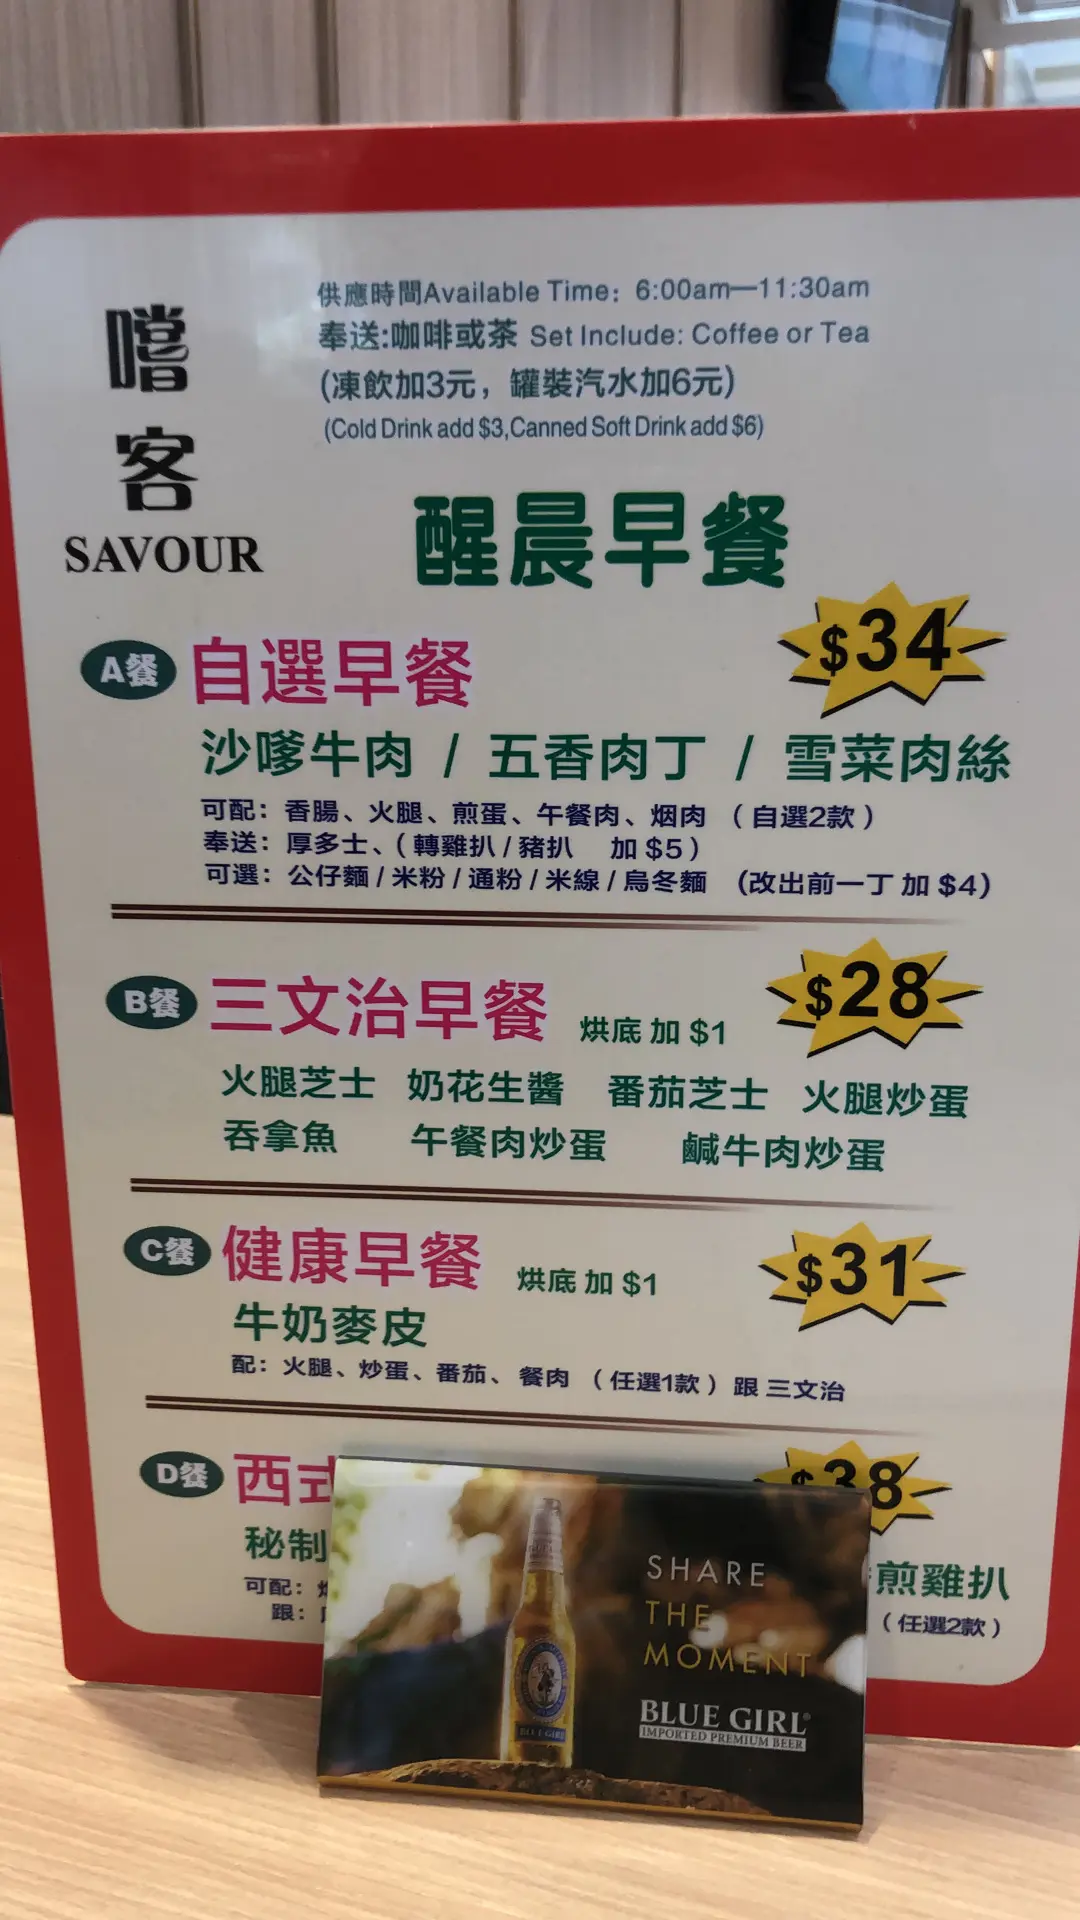 嚐
客
SAVOUR
供應時間Available Time：6:00am—11:30am
奉送:咖啡或茶 Set Include: Coffee or Tea
(凍飲加3元，罐裝汽水加6元)
(Cold Drink add $3,Canned Soft Drink add $6)
醒晨早餐
A餐 自選早餐 $34
沙嗲牛肉 / 五香肉丁 / 雪菜肉絲
可配：香腸、火腿、煎蛋、午餐肉、烟肉 （自選2款）
奉送：厚多士、( 轉雞扒 / 豬扒 加 $5 )
可選：公仔麵 / 米粉 / 通粉 / 米線 / 烏冬麵 (改出前一丁 加 $4)
B餐 三文治早餐 烘底 加 $1 $28
火腿芝士 奶花生醬 番茄芝士 火腿炒蛋
吞拿魚 午餐肉炒蛋 鹹牛肉炒蛋
C餐 健康早餐 烘底 加 $1 $31
牛奶麥皮
配：火腿、炒蛋、番茄、餐肉 （任選1款）跟 三文治
D餐 西式 $38
秘制 煎雞扒
可配： （任選2款）
跟：
SHARE
THE
MOMENT
BLUE GIRL®
IMPORTED PREMIUM BEER
BLUE GIRL